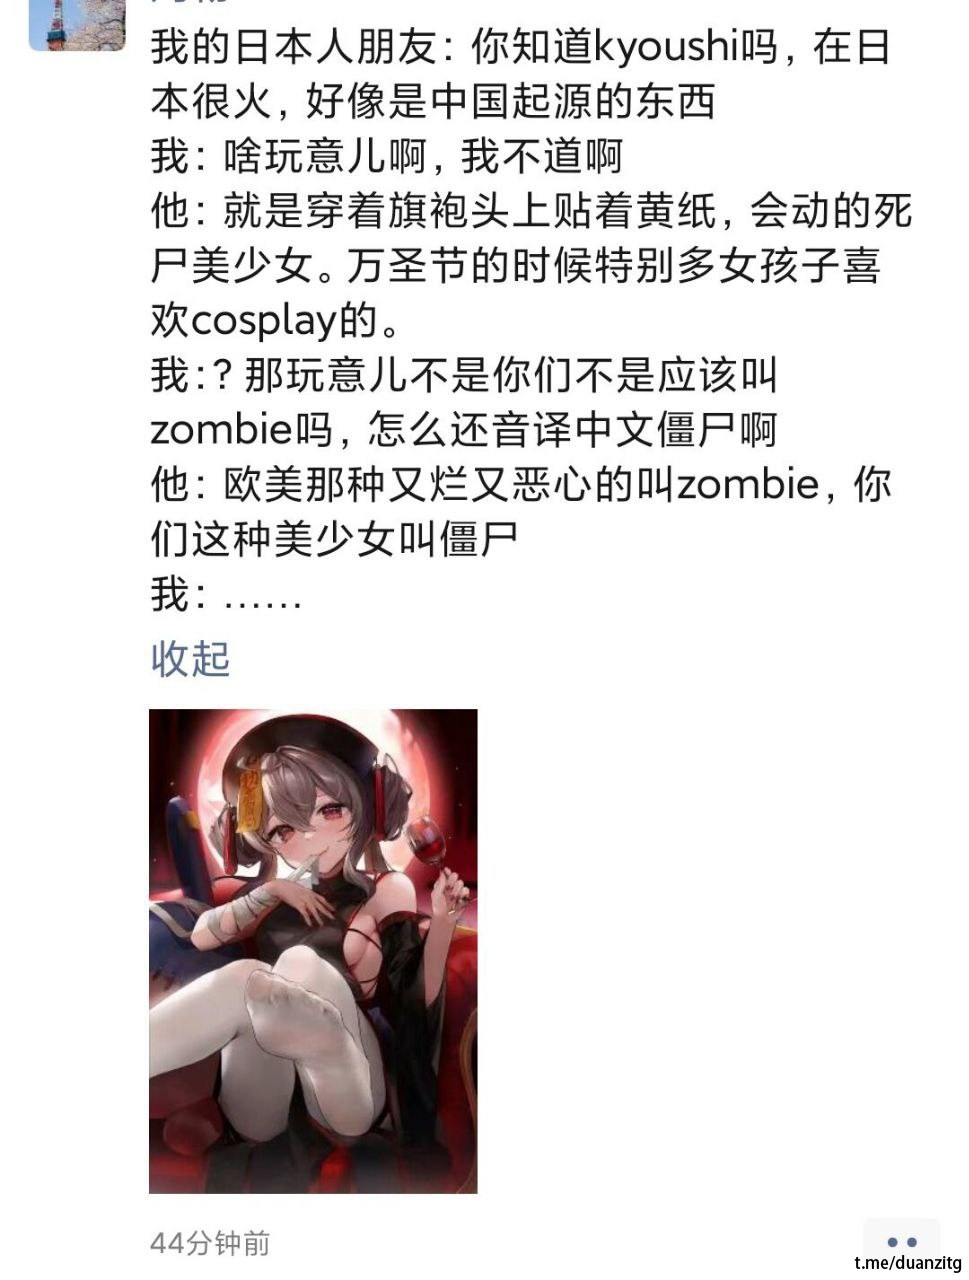 我的日本人朋友：你知道kyoushi吗，在日
本很火，好像是中国起源的东西
我：啥玩意儿啊，我不道啊
他：就是穿着旗袍头上贴着黄纸，会动的死
尸美少女。万圣节的时候特别多女孩子喜
欢cosplay的。
我:？那玩意儿不是你们不是应该叫
zombie吗，怎么还音译中文僵尸啊
他：欧美那种又烂又恶心的叫zombie，你
们这种美少女叫僵尸
我：……
收起
44分钟前
t.me/duanzitg